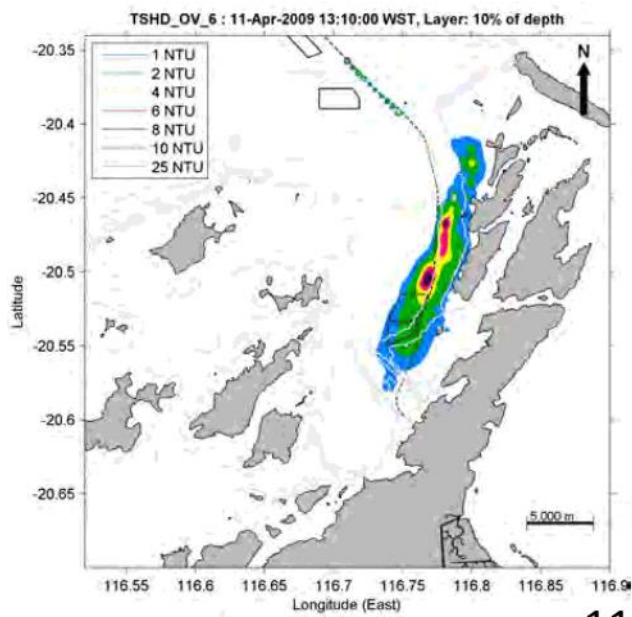 TSHD_OV_6 : 11-Apr-2009 13:10:00 WST, Layer: 10% of depth
1 NTU
2 NTU
4 NTU
6 NTU
8 NTU
10 NTU
25 NTU
N
-20.35
-20.4
-20.45
-20.5
-20.55
-20.6
-20.65
Latitude
5,000 m
116.55 116.6 116.65 116.7 116.75 116.8 116.85 116.9
Longitude (East)
11